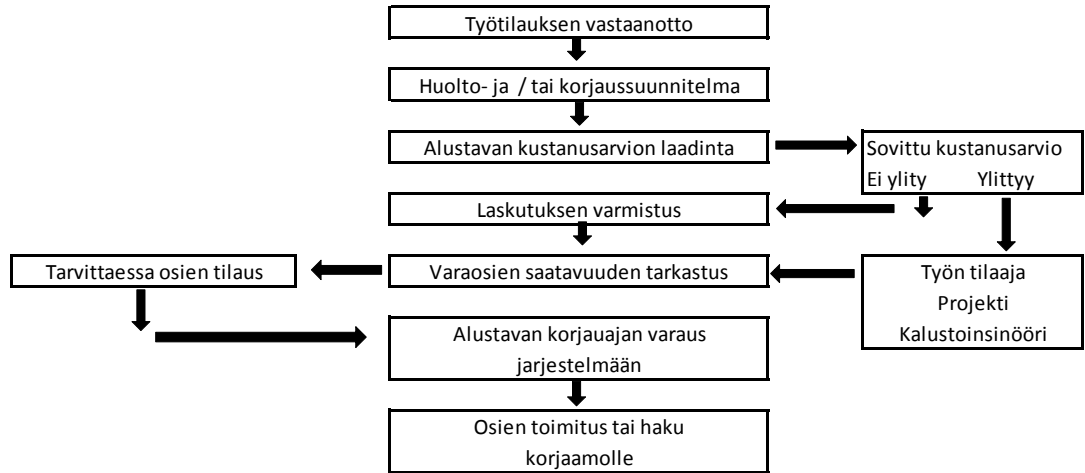 Työtilauksen vastaanotto
Huolto- ja / tai korjaussuunnitelma
Alustavan kustanusarvion laadinta
Sovittu kustanusarvio
Ei ylity Ylittyy
Laskutuksen varmistus
Tarvittaessa osien tilaus
Varaosien saatavuuden tarkastus
Työn tilaaja
Projekti
Kalustoinsinööri
Alustavan korjauajan varaus
jarjestelmään
Osien toimitus tai haku
korjaamolle